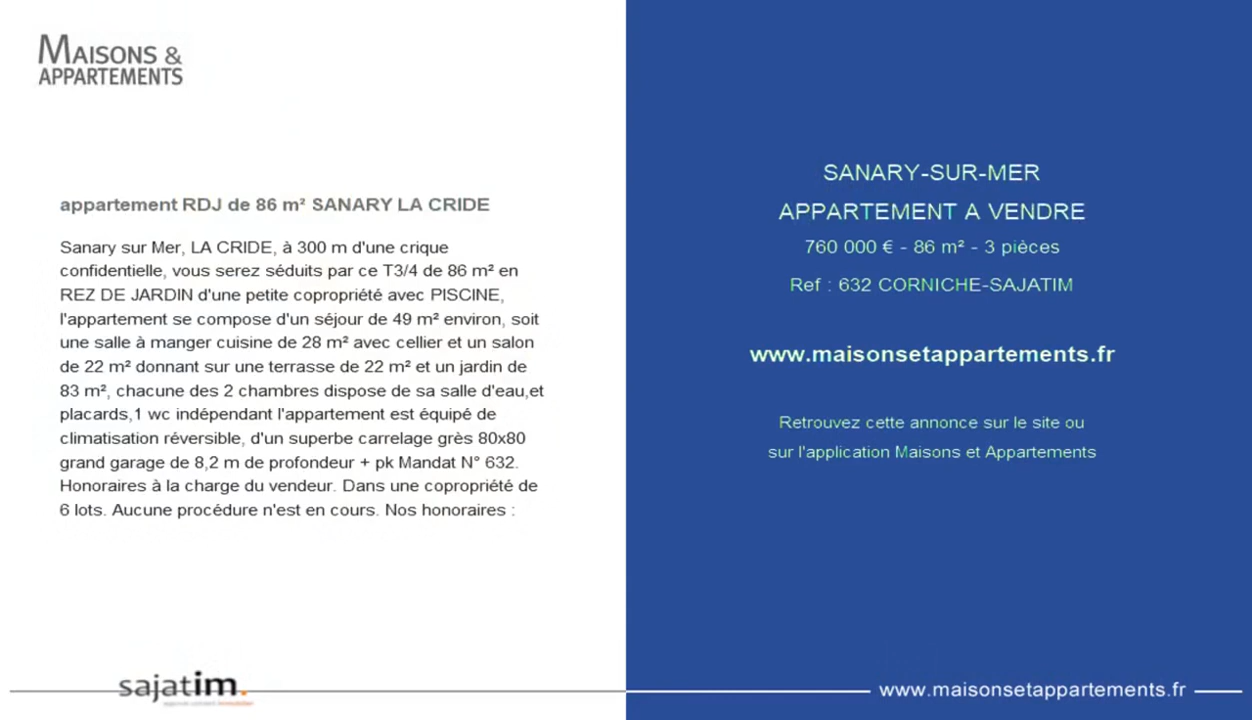 MAISONS &
APPARTEMENTS
appartement RDJ de 86 m² SANARY LA CRIDE
Sanary sur Mer, LA CRIDE, à 300 m d'une crique
confidentielle, vous serez séduits par ce T3/4 de 86 m² en
REZ DE JARDIN d'une petite copropriété avec PISCINE,
l'appartement se compose d'un séjour de 49 m² environ, soit
une salle à manger cuisine de 28 m² avec cellier et un salon
de 22 m² donnant sur une terrasse de 22 m² et un jardin de
83 m², chacune des 2 chambres dispose de sa salle d'eau,et
placards,1 wc indépendant l'appartement est équipé de
climatisation réversible, d'un superbe carrelage grès 80x80
grand garage de 8,2 m de profondeur + pk Mandat N° 632.
Honoraires à la charge du vendeur. Dans une copropriété de
6 lots. Aucune procédure n'est en cours. Nos honoraires :
sajatim.
SANARY-SUR-MER
APPARTEMENT A VENDRE
760 000 € - 86 m² - 3 pièces
Ref : 632 CORNICHE-SAJATIM
www.maisonsetappartements.fr
Retrouvez cette annonce sur le site ou
sur l'application Maisons et Appartements
www.maisonsetappartements.fr